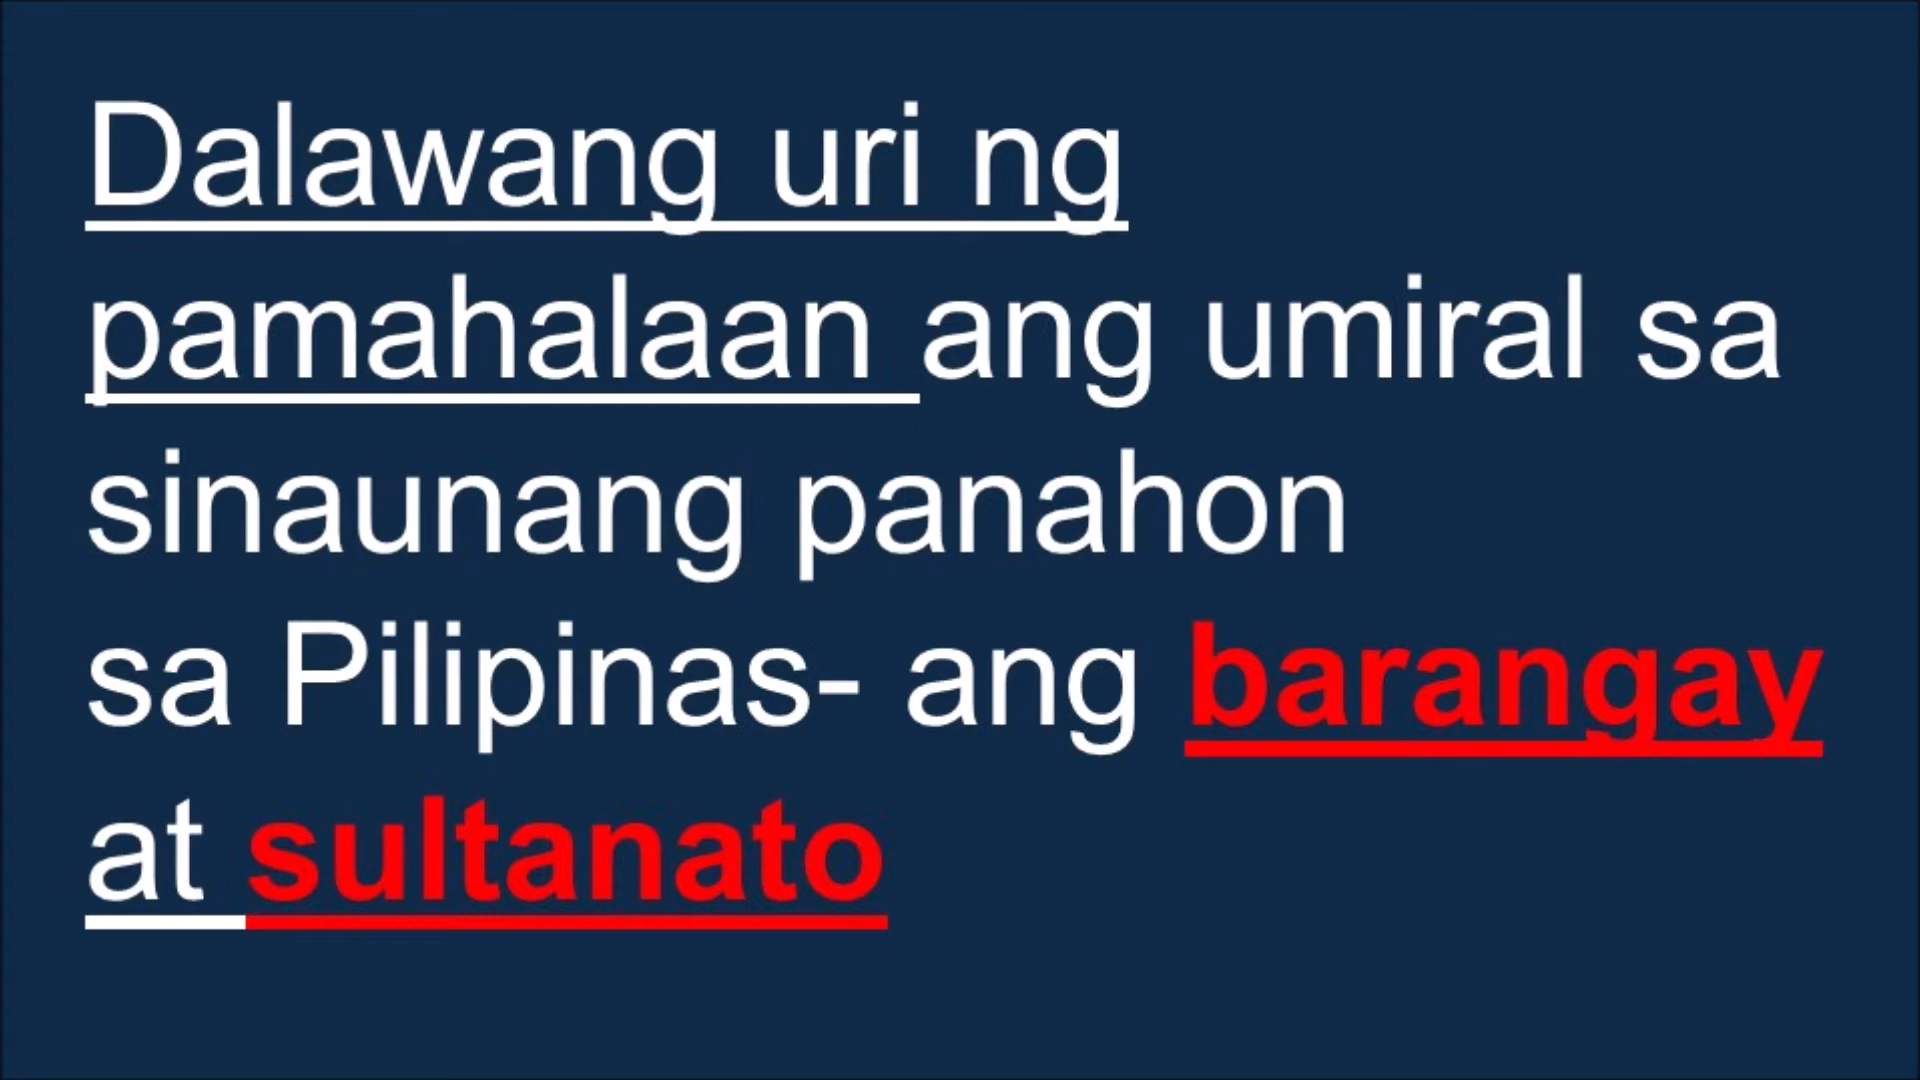 Dalawang uri ng
pamahalaan ang umiral sa
sinaunang panahon
sa Pilipinas- ang barangay
at sultanato